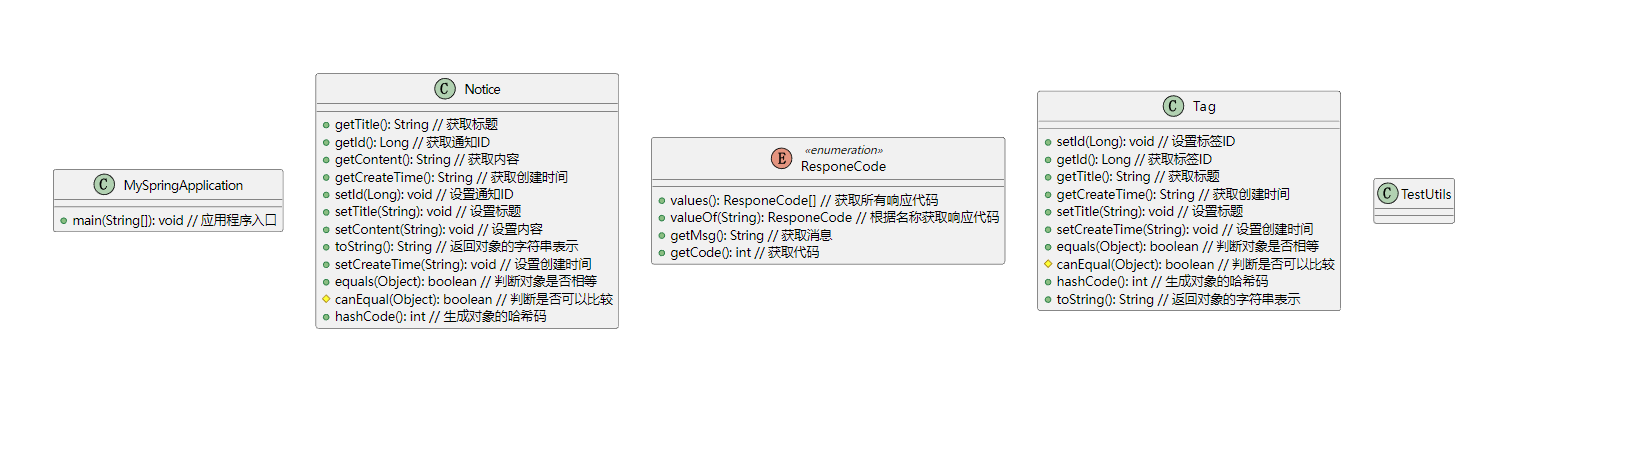 C MySpringApplication
main(String[]): void // 应用程序入口
C Notice
getTitle(): String // 获取标题
getId(): Long // 获取通知ID
getContent(): String // 获取内容
getCreateTime(): String // 获取创建时间
setId(Long): void // 设置通知ID
setTitle(String): void // 设置标题
setContent(String): void // 设置内容
toString(): String // 返回对象的字符串表示
setCreateTime(String): void // 设置创建时间
equals(Object): boolean // 判断对象是否相等
canEqual(Object): boolean // 判断是否可以比较
hashCode(): int // 生成对象的哈希码
«enumeration»
E ResponeCode
values(): ResponeCode[] // 获取所有响应代码
valueOf(String): ResponeCode // 根据名称获取响应代码
getMsg(): String // 获取消息
getCode(): int // 获取代码
C Tag
setId(Long): void // 设置标签ID
getId(): Long // 获取标签ID
getTitle(): String // 获取标题
getCreateTime(): String // 获取创建时间
setTitle(String): void // 设置标题
setCreateTime(String): void // 设置创建时间
equals(Object): boolean // 判断对象是否相等
canEqual(Object): boolean // 判断是否可以比较
hashCode(): int // 生成对象的哈希码
toString(): String // 返回对象的字符串表示
C TestUtils